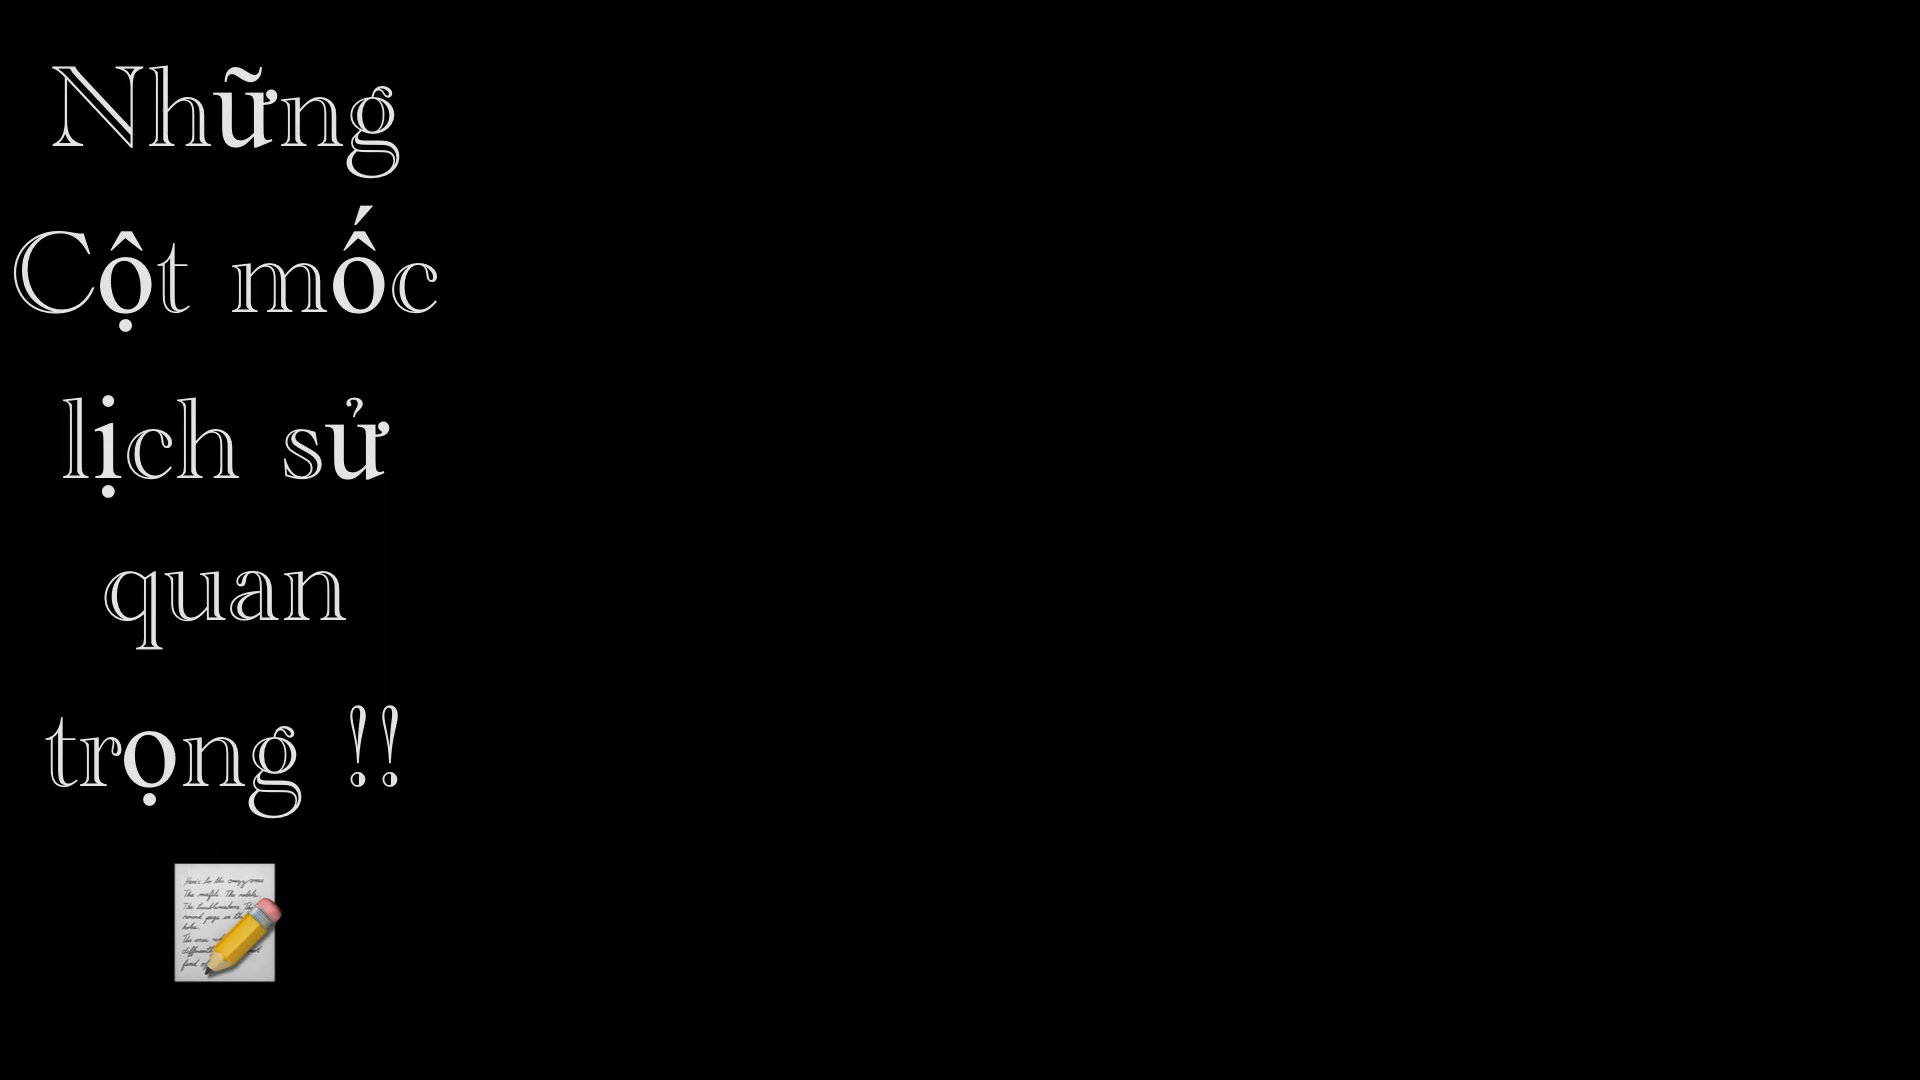 Những
Cột mốc
lịch sử
quan
trọng !!